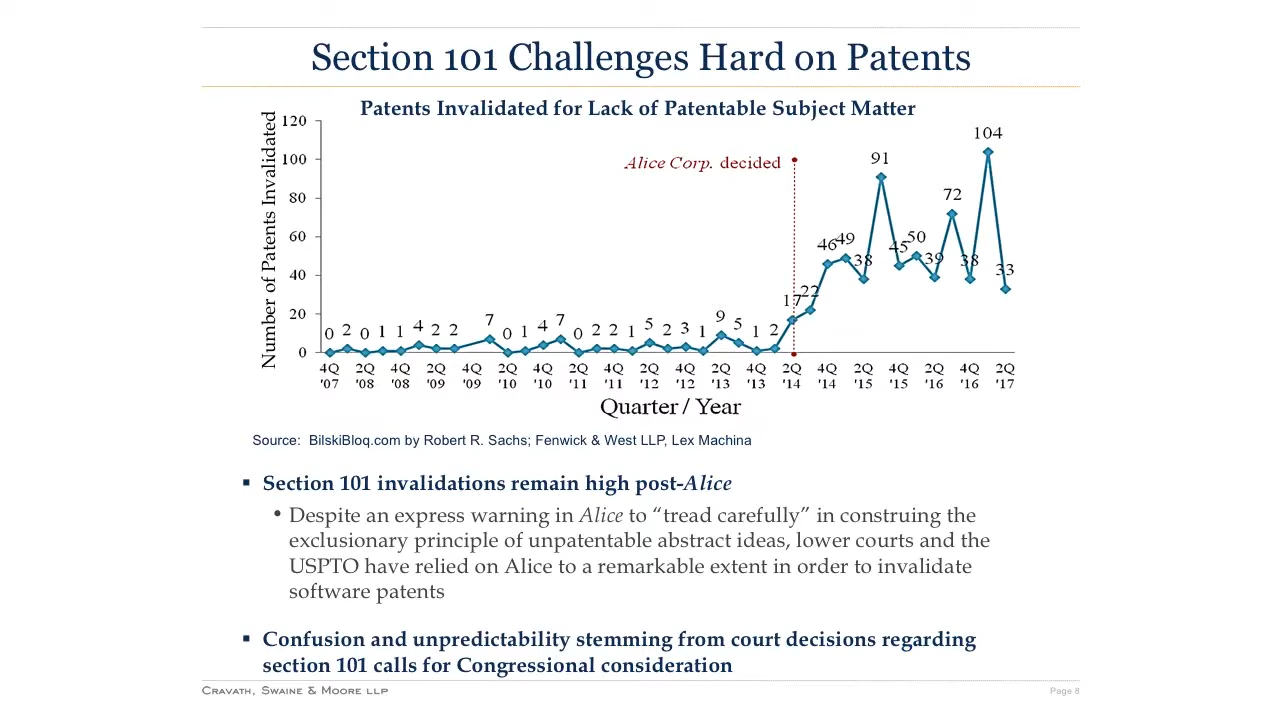 Section 101 Challenges Hard on Patents
Patents Invalidated for Lack of Patentable Subject Matter
Number of Patents Invalidated
120
100
80
60
40
20
0
Alice Corp. decided
0 2 0 1 1 4 2 2 7 0 1 4 7 0 2 2 1 5 2 3 1 9 5 1 2 17 22 46 49 38 91 45 50 39 72 38 104 33
4Q 2Q 4Q 2Q 4Q 2Q 4Q 2Q 4Q 2Q 4Q 2Q 4Q 2Q 4Q 2Q 4Q 2Q 4Q 2Q
'07 '08 '08 '09 '09 '10 '10 '11 '11 '12 '12 '13 '13 '14 '14 '15 '15 '16 '16 '17
Quarter / Year
Source: BilskiBloq.com by Robert R. Sachs; Fenwick & West LLP, Lex Machina
▪ Section 101 invalidations remain high post-Alice
• Despite an express warning in Alice to “tread carefully” in construing the
exclusionary principle of unpatentable abstract ideas, lower courts and the
USPTO have relied on Alice to a remarkable extent in order to invalidate
software patents
▪ Confusion and unpredictability stemming from court decisions regarding
section 101 calls for Congressional consideration
CRAVATH, SWAINE & MOORE LLP
Page 8